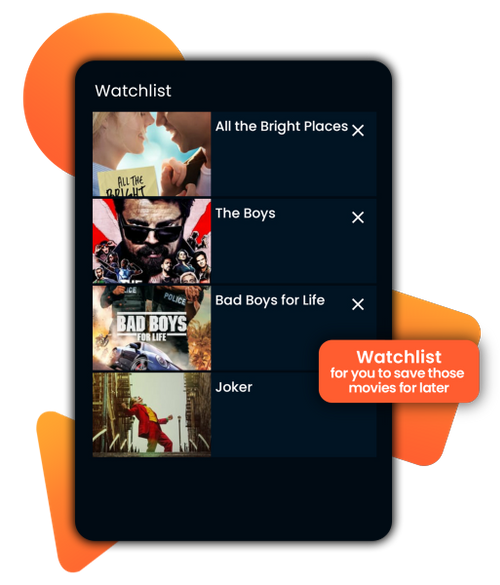 Watchlist
All the Bright Places
ALL THE
BRIGHT
The Boys
THE
Bad Boys for Life
POLICE
BAD BOYS
FOR LIFE
Watchlist
for you to save those
movies for later
Joker